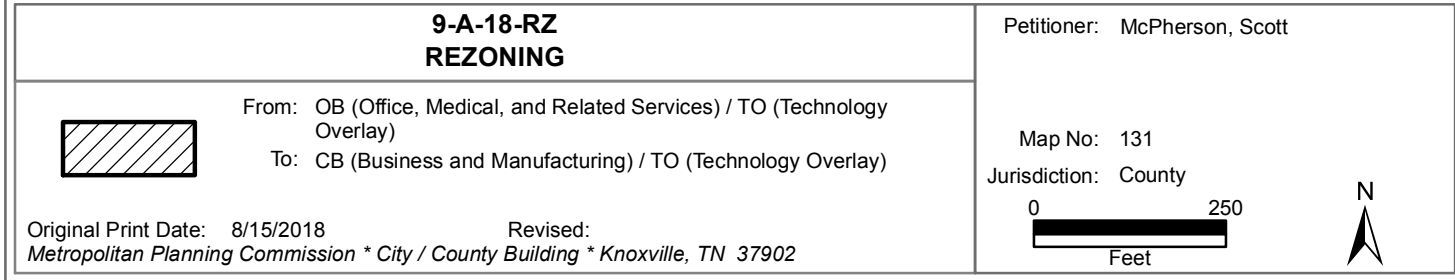 9-A-18-RZ
REZONING
From: OB (Office, Medical, and Related Services) / TO (Technology
Overlay)
To: CB (Business and Manufacturing) / TO (Technology Overlay)
Original Print Date: 8/15/2018 Revised:
Metropolitan Planning Commission * City / County Building * Knoxville, TN 37902
Petitioner: McPherson, Scott
Map No: 131
Jurisdiction: County
0 250
Feet
N